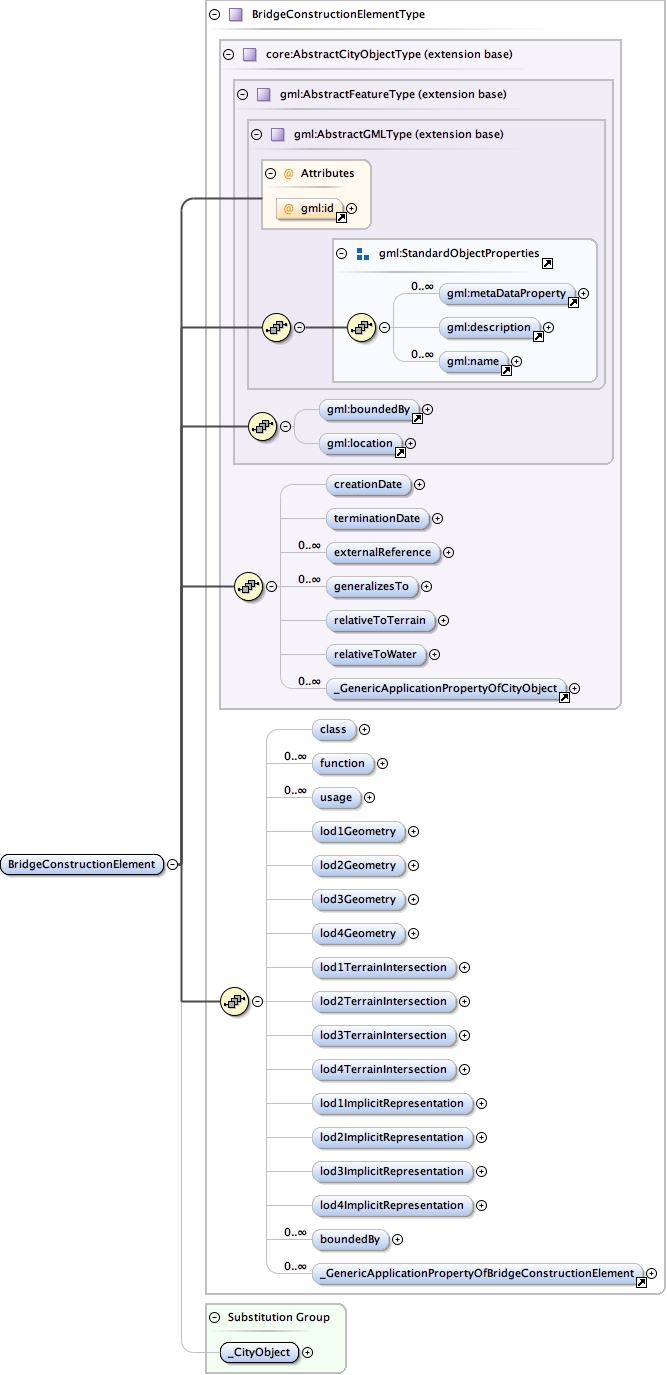 BridgeConstructionElementType
core:AbstractCityObjectType (extension base)
gml:AbstractFeatureType (extension base)
gml:AbstractGMLType (extension base)
@ Attributes
@ gml:id
gml:StandardObjectProperties
0..∞
gml:metaDataProperty
gml:description
0..∞
gml:name
gml:boundedBy
gml:location
creationDate
terminationDate
0..∞
externalReference
0..∞
generalizesTo
relativeToTerrain
relativeToWater
0..∞
_GenericApplicationPropertyOfCityObject
class
0..∞
function
0..∞
usage
lod1Geometry
BridgeConstructionElement
lod2Geometry
lod3Geometry
lod4Geometry
lod1TerrainIntersection
lod2TerrainIntersection
lod3TerrainIntersection
lod4TerrainIntersection
lod1ImplicitRepresentation
lod2ImplicitRepresentation
lod3ImplicitRepresentation
lod4ImplicitRepresentation
0..∞
boundedBy
0..∞
_GenericApplicationPropertyOfBridgeConstructionElement
Substitution Group
_CityObject